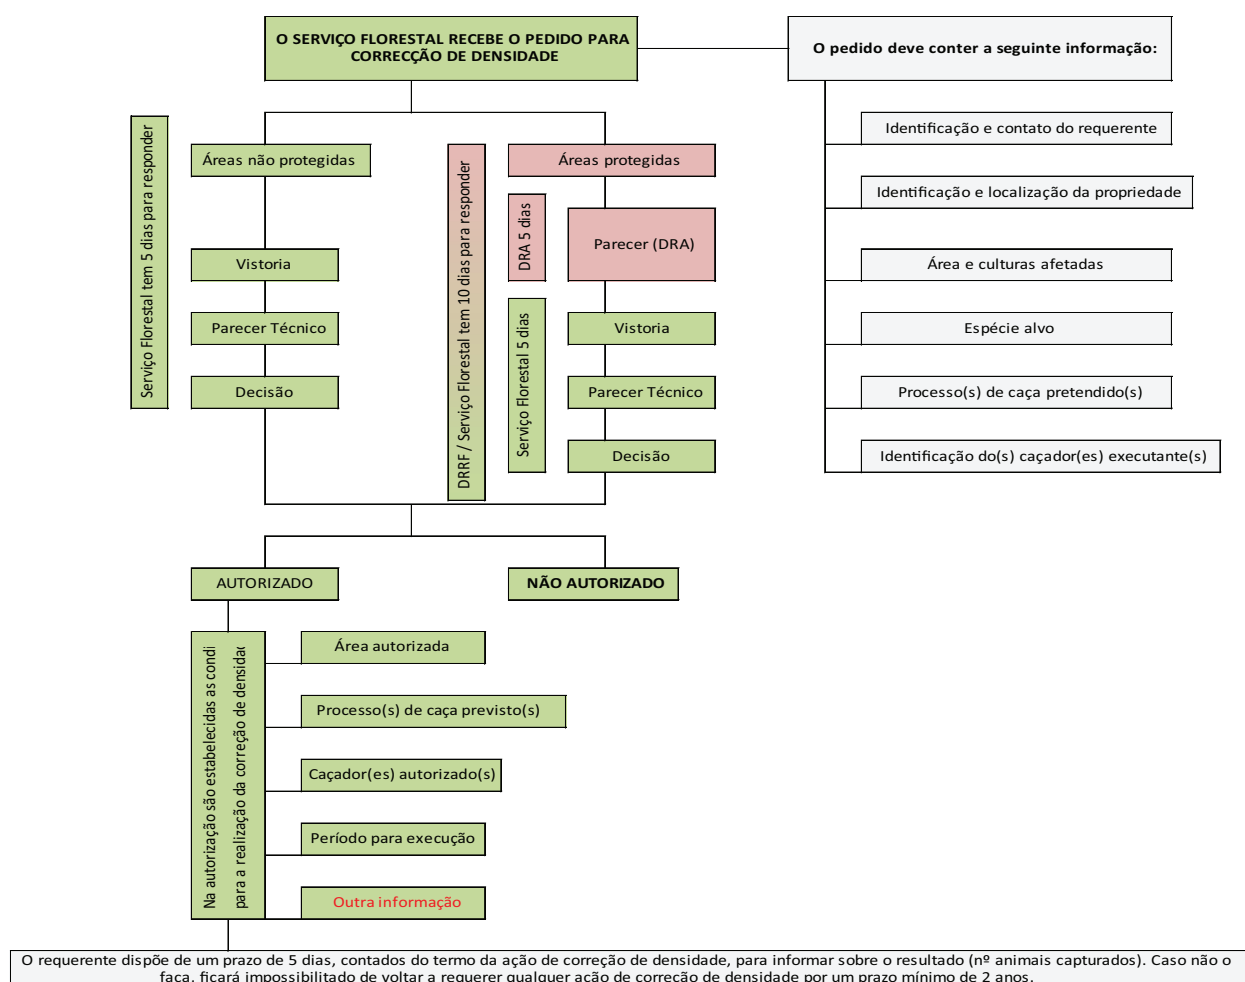 O SERVIÇO FLORESTAL RECEBE O PEDIDO PARA
CORRECÇÃO DE DENSIDADE
O pedido deve conter a seguinte informação:
Identificação e contato do requerente
Identificação e localização da propriedade
Área e culturas afetadas
Espécie alvo
Processo(s) de caça pretendido(s)
Identificação do(s) caçador(es) executante(s)
Serviço Florestal tem 5 dias para responder
Áreas não protegidas
Vistoria
Parecer Técnico
Decisão
DRRF / Serviço Florestal tem 10 dias para responder
Áreas protegidas
DRA 5 dias
Parecer (DRA)
Serviço Florestal 5 dias
Vistoria
Parecer Técnico
Decisão
AUTORIZADO
NÃO AUTORIZADO
Na autorização são estabelecidas as condi
para a realização da correção de densidad
Área autorizada
Processo(s) de caça previsto(s)
Caçador(es) autorizado(s)
Período para execução
Outra informação
O requerente dispõe de um prazo de 5 dias, contados do termo da ação de correção de densidade, para informar sobre o resultado (nº animais capturados). Caso não o
faça, ficará impossibilitado de voltar a requerer qualquer ação de correção de densidade por um prazo mínimo de 2 anos.